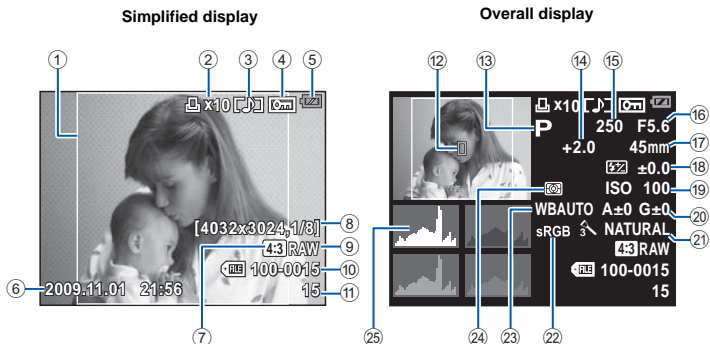 Simplified display
Overall display
1 2 3 4 5
x10
[4032x3024,1/8] 8
4:3 RAW 9
FILE 100-0015 10
6 2009.11.01 21:56 15 11
7
12 13 14 15
x10
P 250 F5.6 16
+2.0 45mm 17
±0.0 18
ISO 100 19
WBAUTO A±0 G±0 20
sRGB 3 NATURAL 21
4:3 RAW
FILE 100-0015
15
25 24 23 22